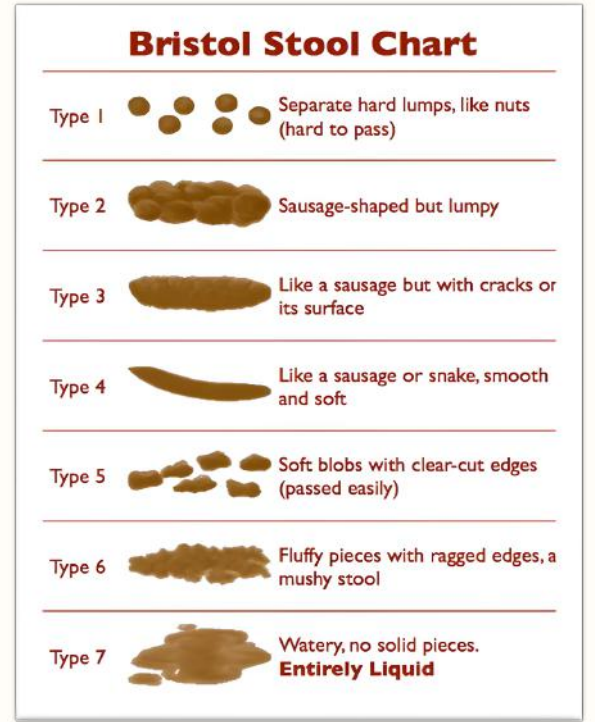 Bristol Stool Chart
Type 1
Separate hard lumps, like nuts
(hard to pass)
Type 2
Sausage-shaped but lumpy
Type 3
Like a sausage but with cracks or
its surface
Type 4
Like a sausage or snake, smooth
and soft
Type 5
Soft blobs with clear-cut edges
(passed easily)
Type 6
Fluffy pieces with ragged edges, a
mushy stool
Type 7
Watery, no solid pieces.
Entirely Liquid